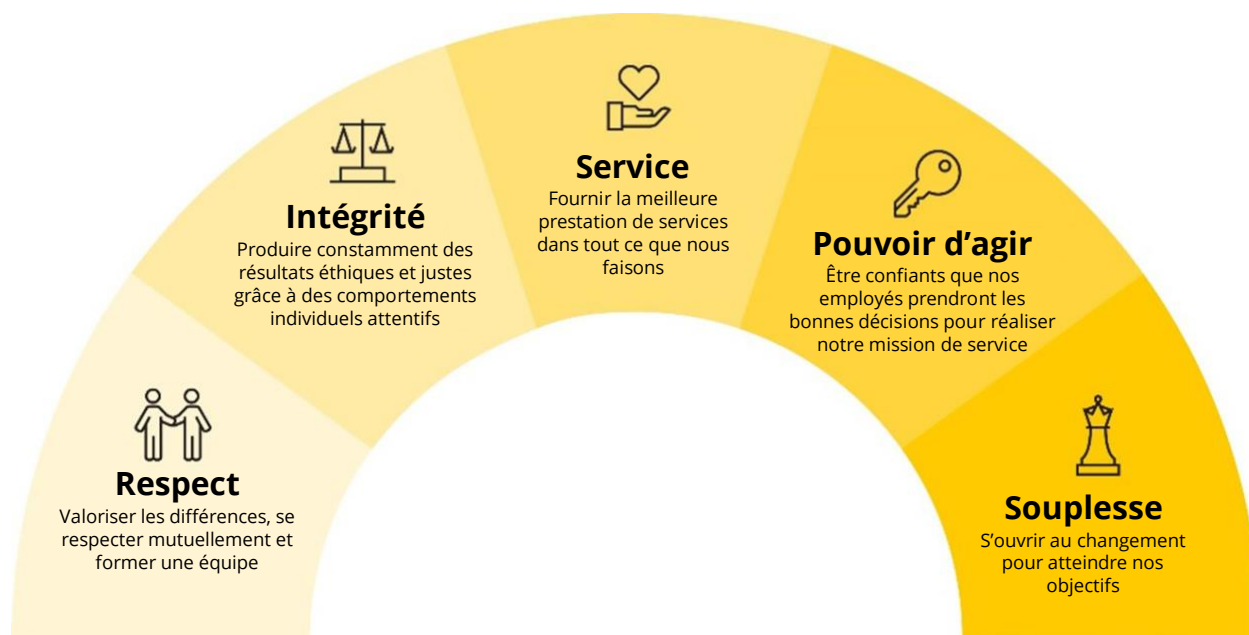 Respect
Valoriser les différences, se
respecter mutuellement et
former une équipe
Intégrité
Produire constamment des
résultats éthiques et justes
grâce à des comportements
individuels attentifs
Service
Fournir la meilleure
prestation de services
dans tout ce que nous
faisons
Pouvoir d’agir
Être confiants que nos
employés prendront les
bonnes décisions pour réaliser
notre mission de service
Souplesse
S’ouvrir au changement
pour atteindre nos
objectifs